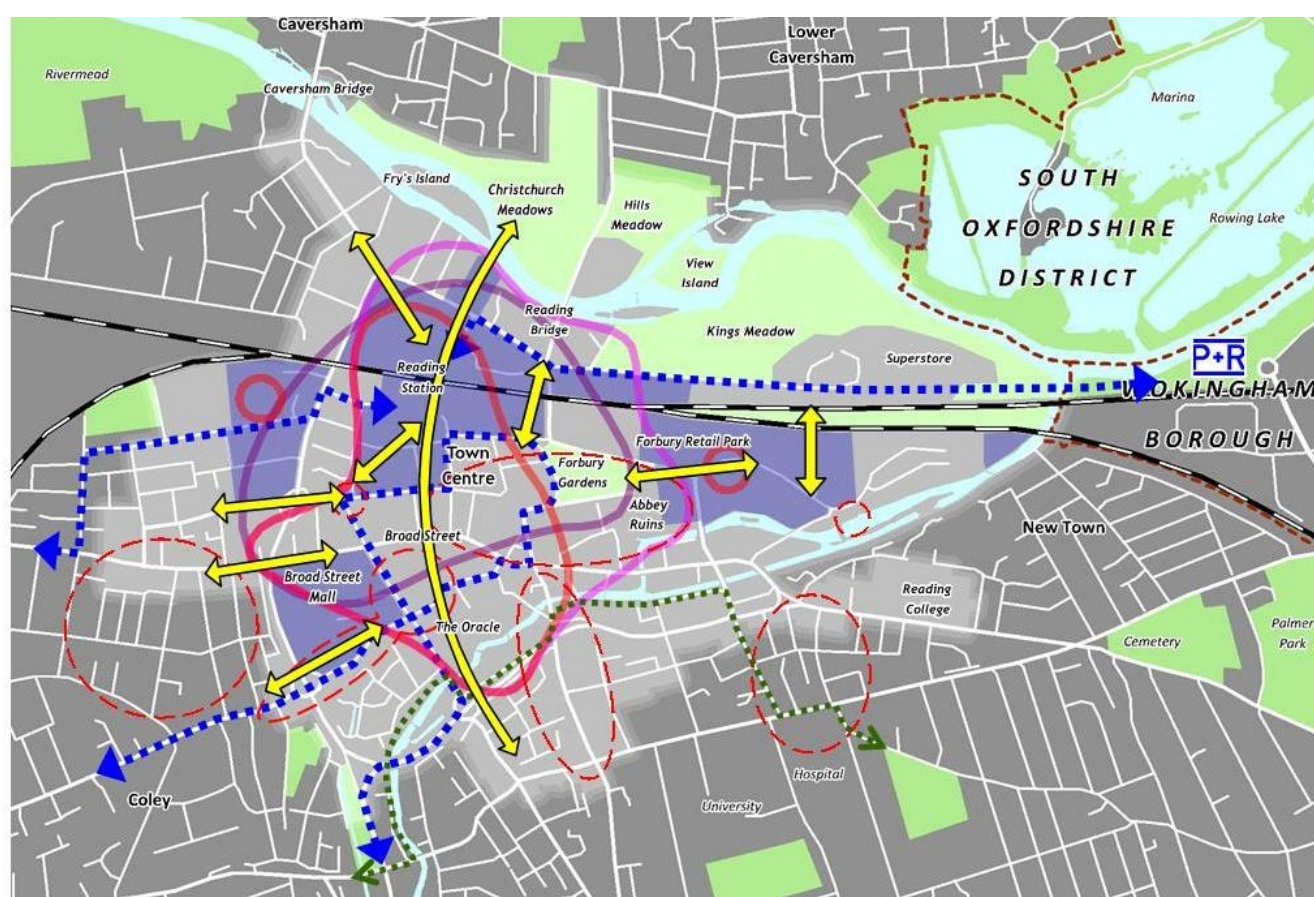 Caversham
Lower
Caversham
Rivermead
Caversham Bridge
Marina
Fry's Island
Christchurch
Meadows
Hills
Meadow
SOUTH
OXFORDSHIRE
DISTRICT
Rowing Lake
View
Island
Reading
Bridge
Kings Meadow
Superstore
P+R
Reading
Station
WOKINGHAM
BOROUGH
Town
Centre
Forbury
Gardens
Forbury Retail Park
Abbey
Ruins
New Town
Broad Street
Broad Street
Mall
Reading
College
The Oracle
Cemetery
Palmer
Park
Coley
Hospital
University